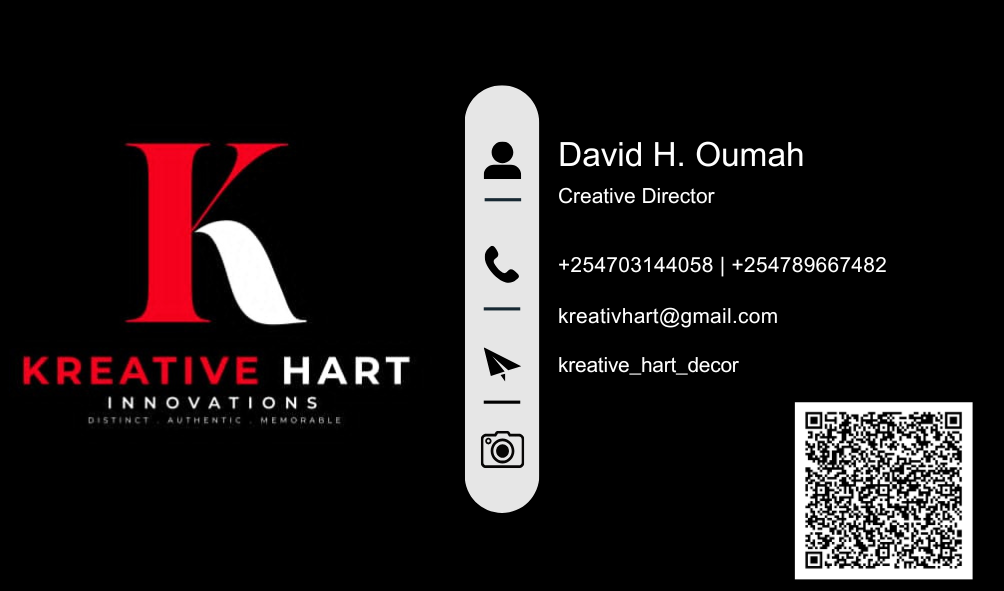 K
KREATIVE HART
INNOVATIONS
DISTINCT . AUTHENTIC . MEMORABLE
David H. Oumah
Creative Director
+254703144058 | +254789667482
kreativhart@gmail.com
kreative_hart_decor